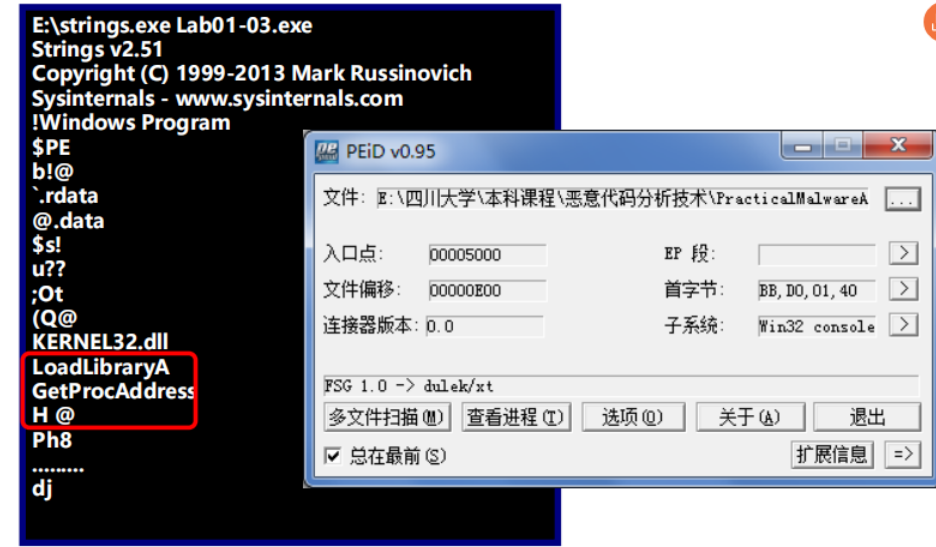 E:\strings.exe Lab01-03.exe
Strings v2.51
Copyright (C) 1999-2013 Mark Russinovich
Sysinternals - www.sysinternals.com
!Windows Program
$PE
b!@
`.rdata
@.data
$s!
u??
;Ot
(Q@
KERNEL32.dll
LoadLibraryA
GetProcAddress
H @
Ph8
.........
dj
PEiD v0.95
文件: E:\四川大学\本科课程\恶意代码分析技术\PracticalMalwareA ...
入口点: 00005000 EP 段: >
文件偏移: 00000E00 首字节: BB,D0,01,40 >
连接器版本: 0.0 子系统: Win32 console >
FSG 1.0 -> dulek/xt
多文件扫描(M) 查看进程(T) 选项(O) 关于(A) 退出
总在最前(S) 扩展信息 =>